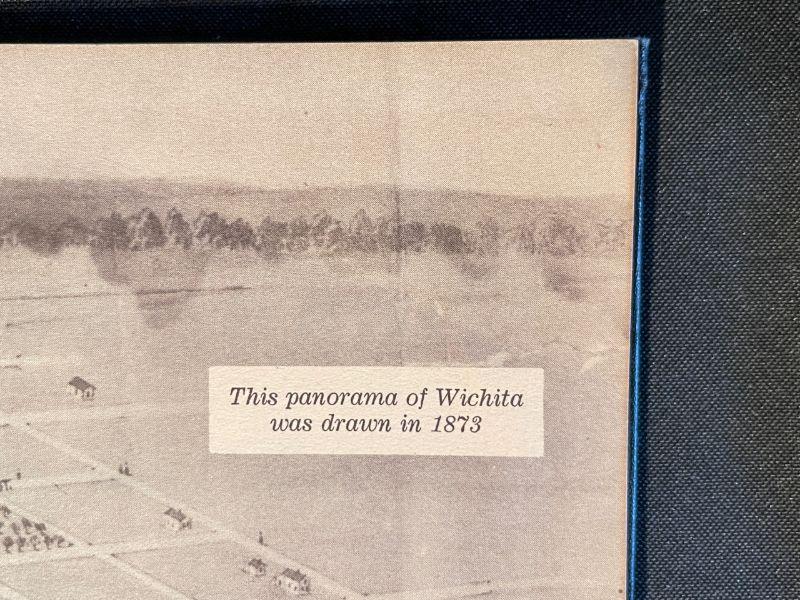 This panorama of Wichita
was drawn in 1873